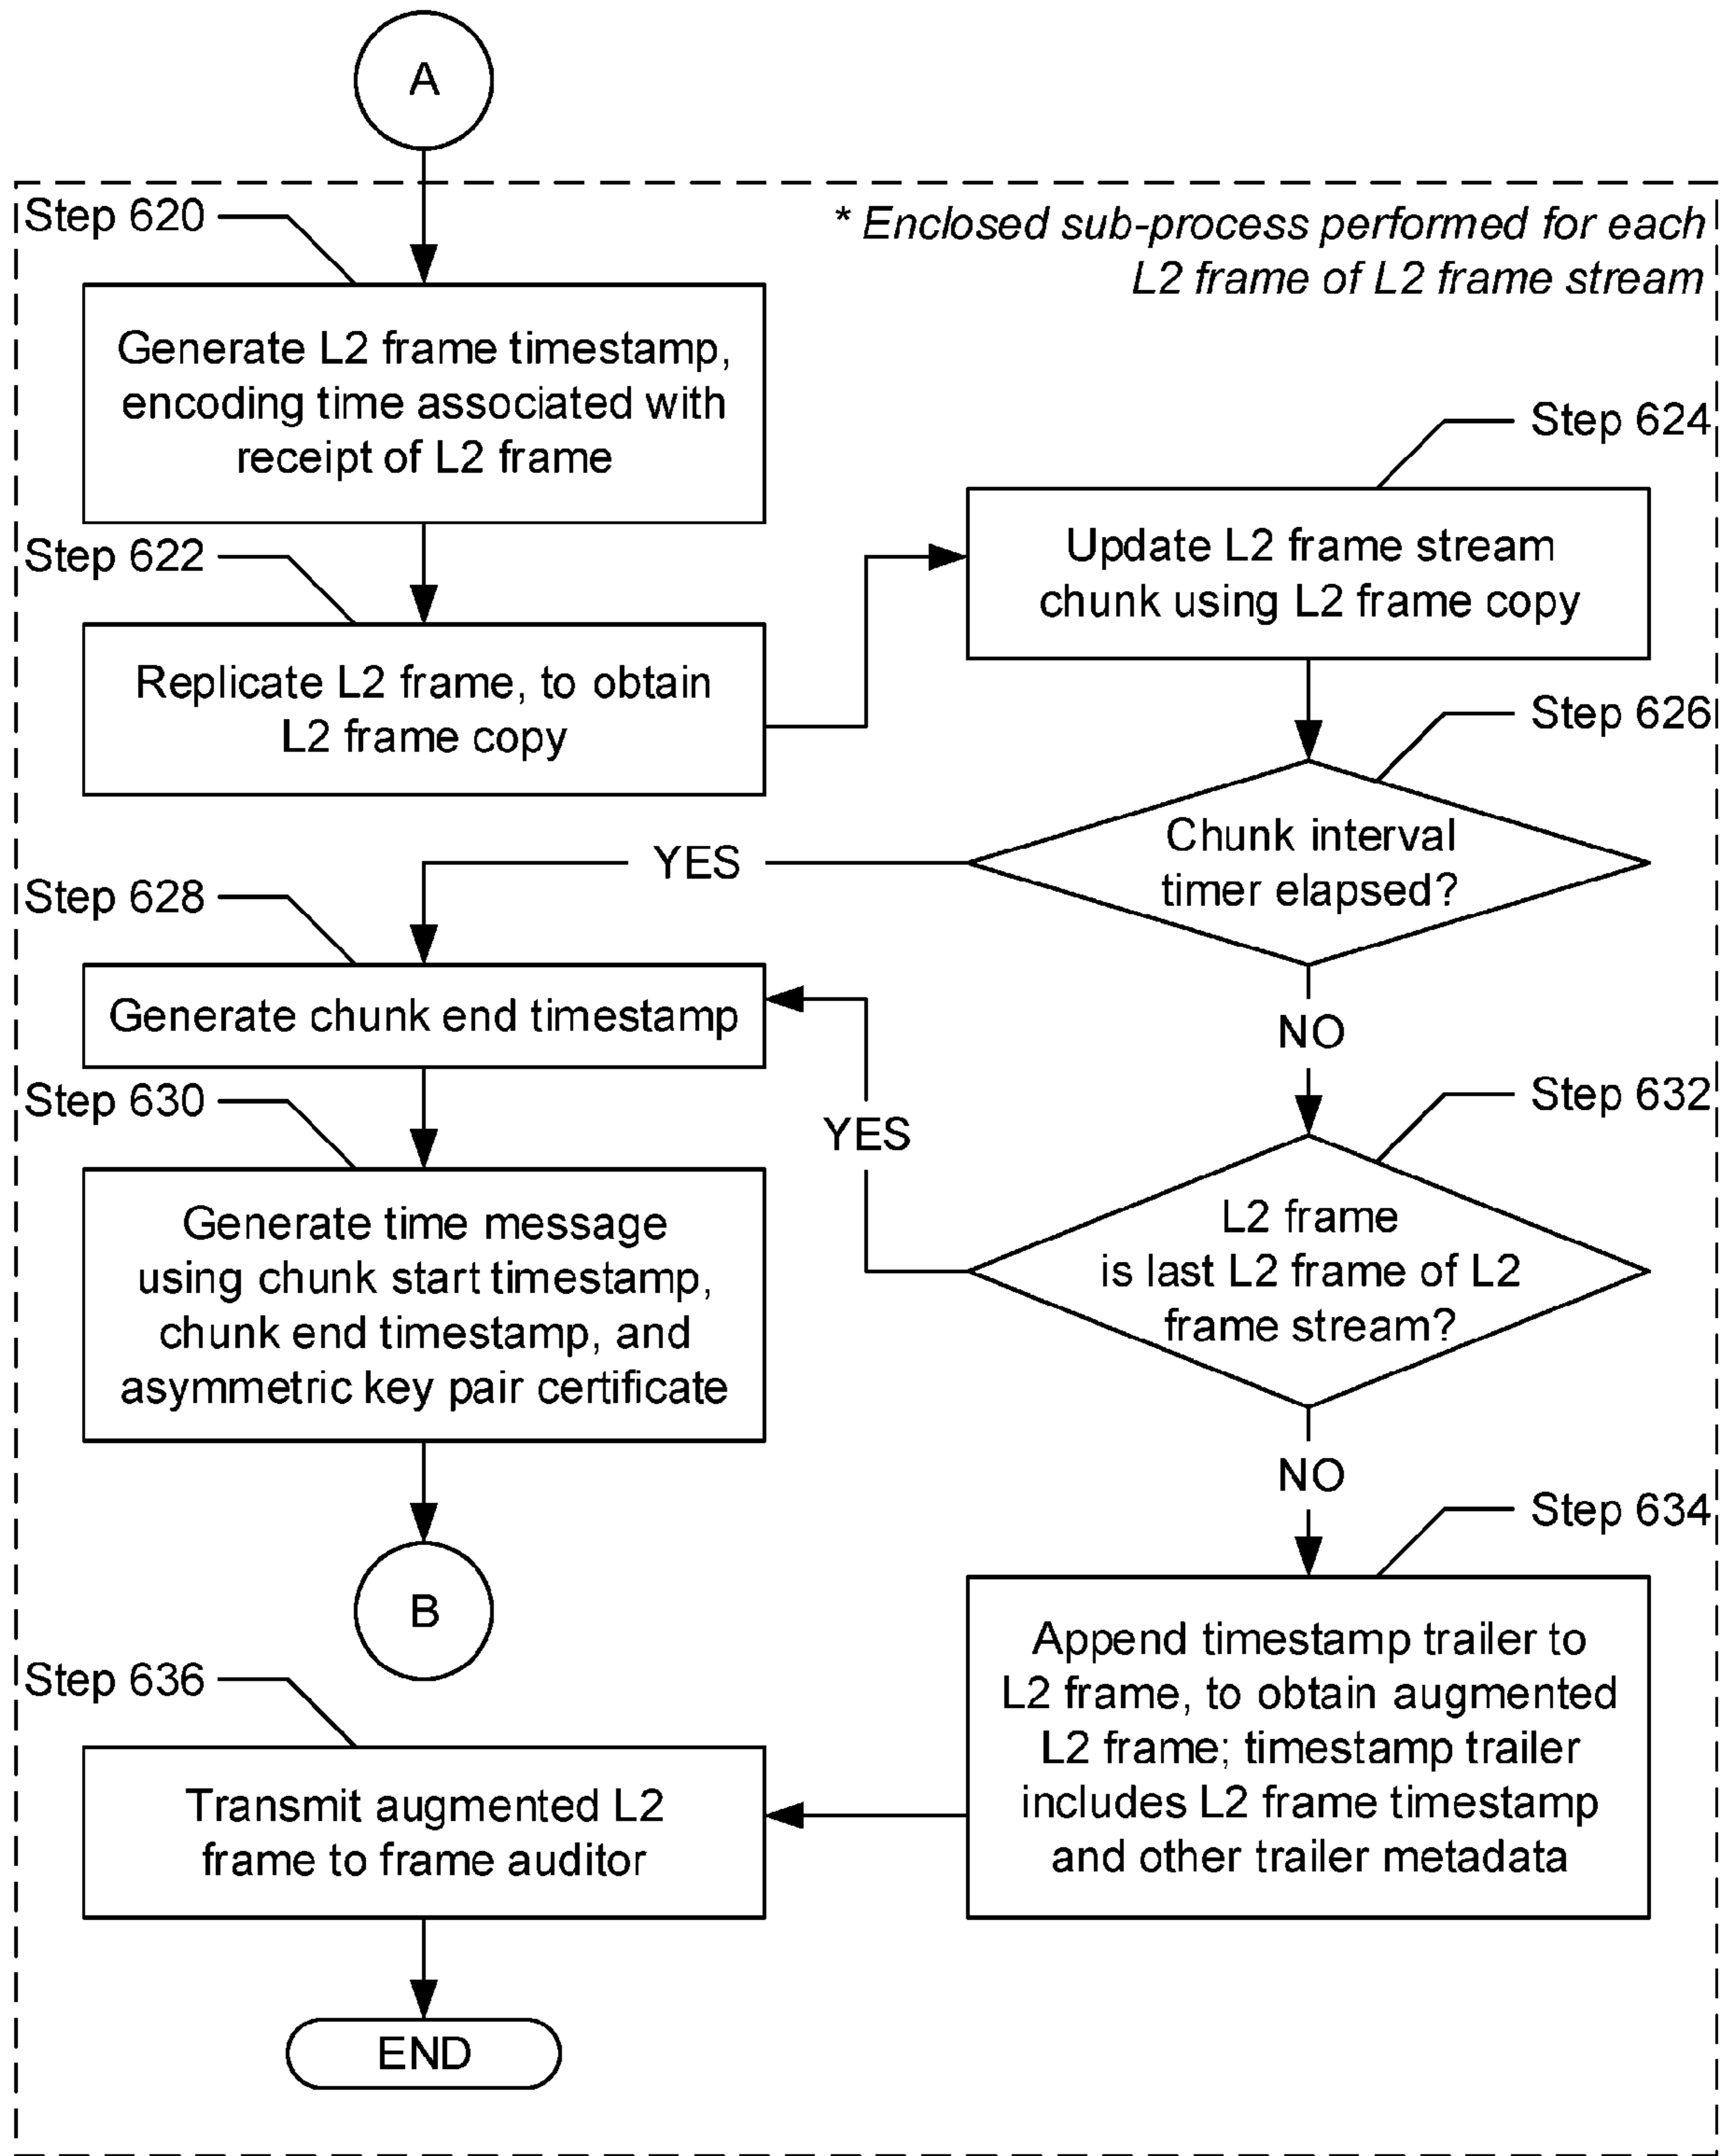 A
Step 620
* Enclosed sub-process performed for each
L2 frame of L2 frame stream
Generate L2 frame timestamp,
encoding time associated with
receipt of L2 frame
Step 622
Replicate L2 frame, to obtain
L2 frame copy
Step 624
Update L2 frame stream
chunk using L2 frame copy
Step 626
Chunk interval
timer elapsed?
YES
NO
Step 628
Generate chunk end timestamp
Step 630
Generate time message
using chunk start timestamp,
chunk end timestamp, and
asymmetric key pair certificate
B
Step 632
L2 frame
is last L2 frame of L2
frame stream?
YES
NO
Step 634
Append timestamp trailer to
L2 frame, to obtain augmented
L2 frame; timestamp trailer
includes L2 frame timestamp
and other trailer metadata
Step 636
Transmit augmented L2
frame to frame auditor
END